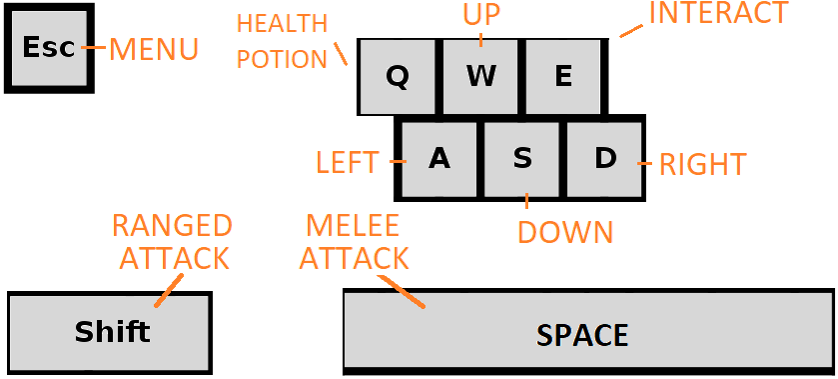 INTERACT
UP
HEALTH
POTION
Esc
MENU
Q
W
E
LEFT
A
S
D
RIGHT
DOWN
RANGED
ATTACK
MELEE
ATTACK
Shift
SPACE